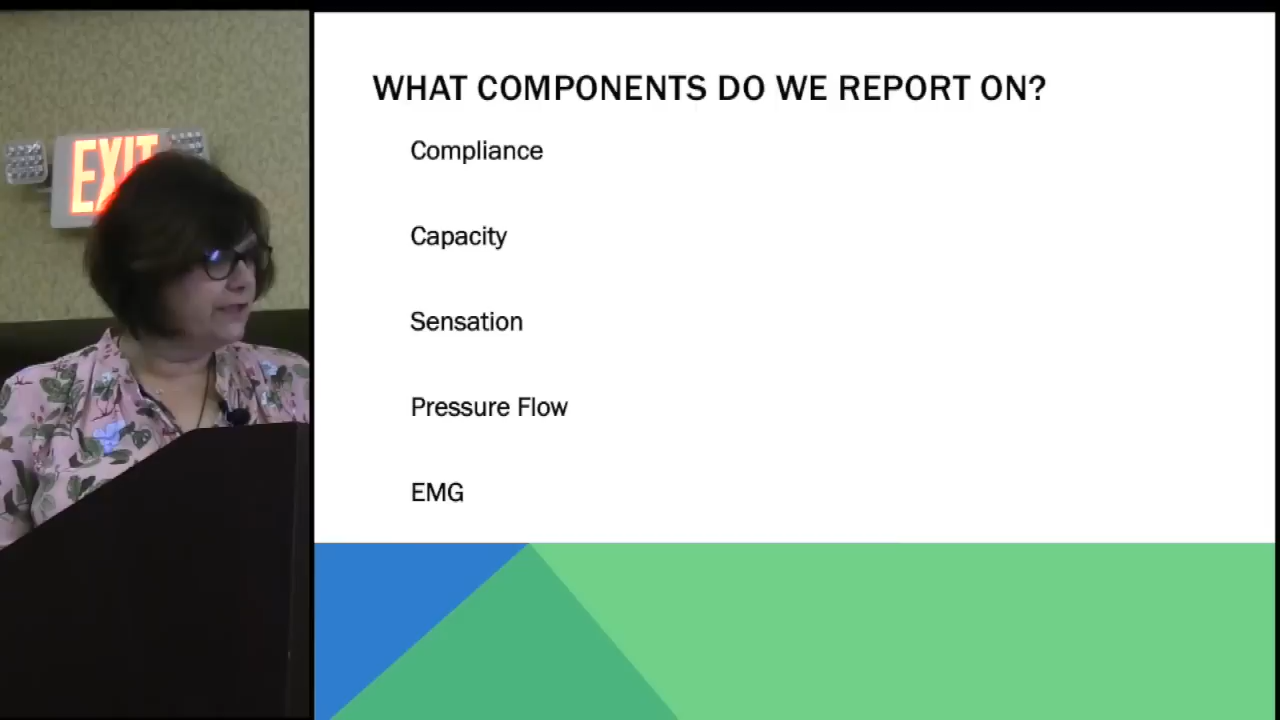 EXIT
WHAT COMPONENTS DO WE REPORT ON?
Compliance
Capacity
Sensation
Pressure Flow
EMG